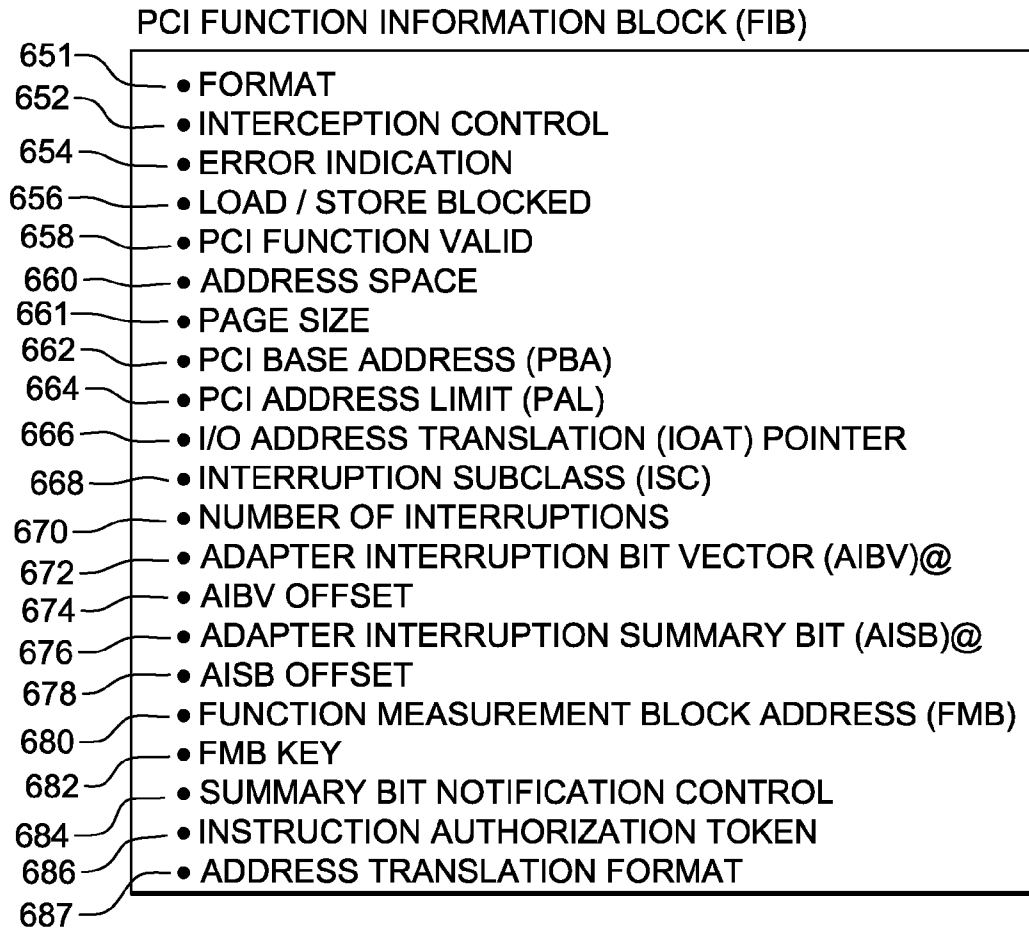 PCI FUNCTION INFORMATION BLOCK (FIB)
651 • FORMAT
652 • INTERCEPTION CONTROL
654 • ERROR INDICATION
656 • LOAD / STORE BLOCKED
658 • PCI FUNCTION VALID
660 • ADDRESS SPACE
661 • PAGE SIZE
662 • PCI BASE ADDRESS (PBA)
664 • PCI ADDRESS LIMIT (PAL)
666 • I/O ADDRESS TRANSLATION (IOAT) POINTER
668 • INTERRUPTION SUBCLASS (ISC)
670 • NUMBER OF INTERRUPTIONS
672 • ADAPTER INTERRUPTION BIT VECTOR (AIBV)@
674 • AIBV OFFSET
676 • ADAPTER INTERRUPTION SUMMARY BIT (AISB)@
678 • AISB OFFSET
680 • FUNCTION MEASUREMENT BLOCK ADDRESS (FMB)
682 • FMB KEY
684 • SUMMARY BIT NOTIFICATION CONTROL
686 • INSTRUCTION AUTHORIZATION TOKEN
687 • ADDRESS TRANSLATION FORMAT